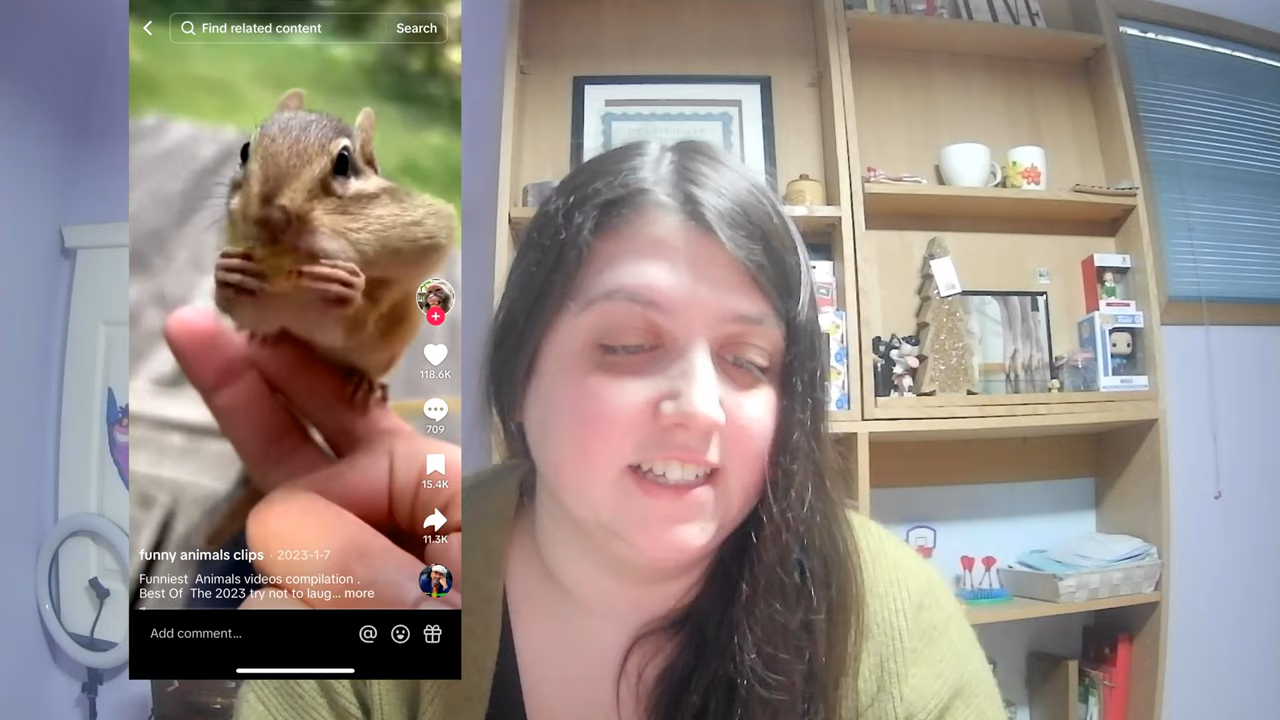 Find related content
Search
118.6K
709
15.4K
11.3K
funny animals clips · 2023-1-7
Funniest Animals videos compilation .
Best Of The 2023 try not to laug... more
Add comment...